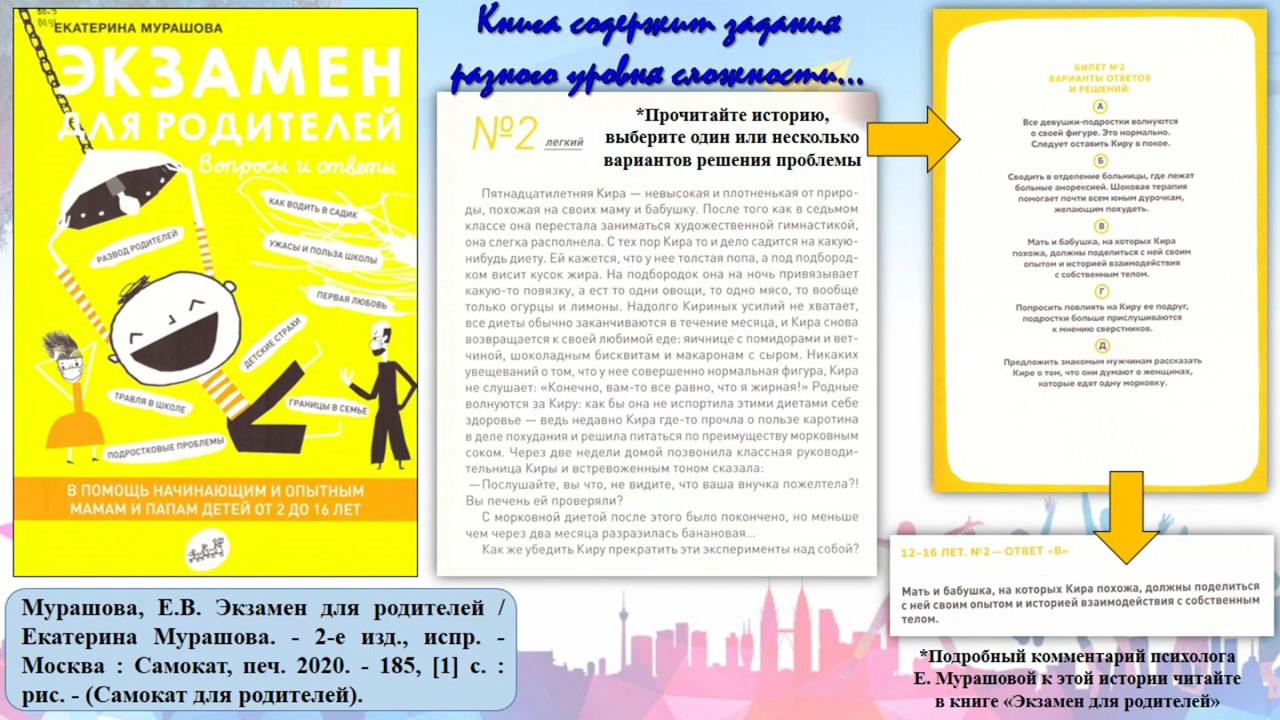 ЕКАТЕРИНА МУРАШОВА
ЭКЗАМЕН
ДЛЯ РОДИТЕЛЕЙ
Вопросы и ответы
КАК ВОДИТЬ В САДИК
РАЗВОД РОДИТЕЛЕЙ
УЖАСЫ И ПОЛЬЗА ШКОЛЫ
ПЕРВАЯ ЛЮБОВЬ
ДЕТСКИЕ СТРАХИ
ТРАВЛЯ В ШКОЛЕ
ГРАНИЦЫ В СЕМЬЕ
ПОДРОСТКОВЫЕ ПРОБЛЕМЫ
В ПОМОЩЬ НАЧИНАЮЩИМ И ОПЫТНЫМ
МАМАМ И ПАПАМ ДЕТЕЙ ОТ 2 ДО 16 ЛЕТ
Мурашова, Е.В. Экзамен для родителей /
Екатерина Мурашова. - 2-е изд., испр. -
Москва : Самокат, печ. 2020. - 185, [1] с. :
рис. - (Самокат для родителей).
Книга содержит задания
разного уровня сложности...
№2 легкий
*Прочитайте историю,
выберите один или несколько
вариантов решения проблемы
Пятнадцатилетняя Кира — невысокая и плотненькая от приро-
ды, похожая на своих маму и бабушку. После того как в седьмом
классе она перестала заниматься художественной гимнастикой,
она слегка располнела. С тех пор Кира то и дело садится на какую-
нибудь диету. Ей кажется, что у нее толстая попа, а под подбород-
ком висит кусок жира. На подбородок она на ночь привязывает
какую-то повязку, а ест то одни овощи, то одно мясо, то вообще
только огурцы и лимоны. Надолго Кириных усилий не хватает,
все диеты обычно заканчиваются в течение месяца, и Кира снова
возвращается к своей любимой еде: яичнице с помидорами и вет-
чиной, шоколадным бисквитам и макаронам с сыром. Никаких
увещеваний о том, что у нее совершенно нормальная фигура, Кира
не слушает: «Конечно, вам-то все равно, что я жирная!» Родные
волнуются за Киру: как бы она не испортила этими диетами себе
здоровье — ведь недавно Кира где-то прочла о пользе каротина
в деле похудания и решила питаться по преимуществу морковным
соком. Через две недели домой позвонила классная руководи-
тельница Киры и встревоженным тоном сказала:
—Послушайте, вы что, не видите, что ваша внучка пожелтела?!
Вы печень ей проверяли?
С морковной диетой после этого было покончено, но меньше
чем через два месяца разразилась банановая...
Как же убедить Киру прекратить эти эксперименты над собой?
БИЛЕТ №2
ВАРИАНТЫ ОТВЕТОВ
И РЕШЕНИЙ:
А
Все девушки-подростки волнуются
о своей фигуре. Это нормально.
Следует оставить Киру в покое.
Б
Сводить в отделение больницы, где лежат
больные анорексией. Шоковая терапия
помогает почти всем юным дурочкам,
желающим похудеть.
В
Мать и бабушка, на которых Кира
похожа, должны поделиться с ней своим
опытом и историей взаимодействия
с собственным телом.
Г
Попросить повлиять на Киру ее подруг,
подростки больше прислушиваются
к мнению сверстников.
Д
Предложить знакомым мужчинам рассказать
Кире о том, что они думают о женщинах,
которые едят одну морковку.
12–16 ЛЕТ. №2 — ОТВЕТ «В»
Мать и бабушка, на которых Кира похожа, должны поделиться
с ней своим опытом и историей взаимодействия с собственным
телом.
*Подробный комментарий психолога
Е. Мурашовой к этой истории читайте
в книге «Экзамен для родителей»